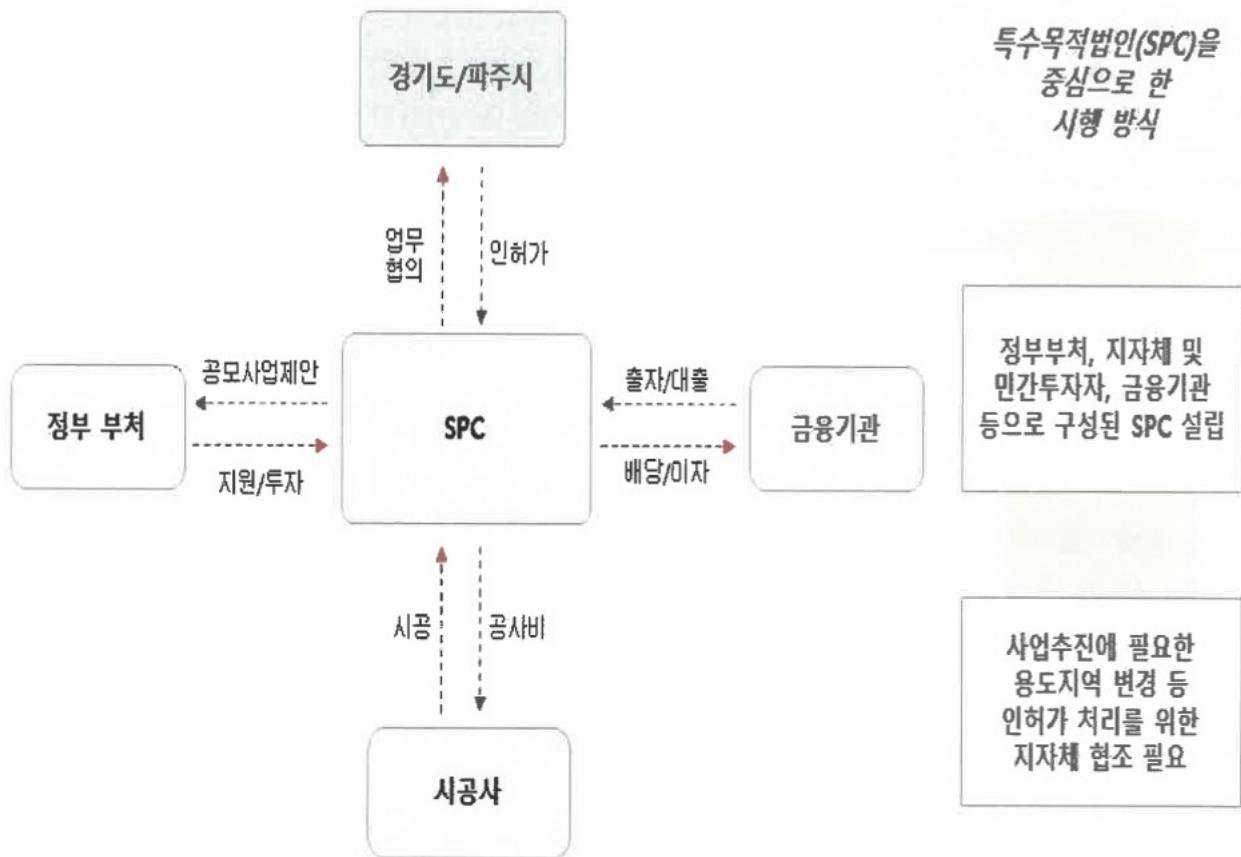 경기도/파주시
특수목적법인(SPC)을
중심으로 한
시행 방식
업무
협의
인허가
공모사업제안
정부 부처
지원/투자
SPC
출자/대출
배당/이자
금융기관
정부부처, 지자체 및
민간투자자, 금융기관
등으로 구성된 SPC 설립
시공
공사비
시공사
사업추진에 필요한
용도지역 변경 등
인허가 처리를 위한
지자체 협조 필요